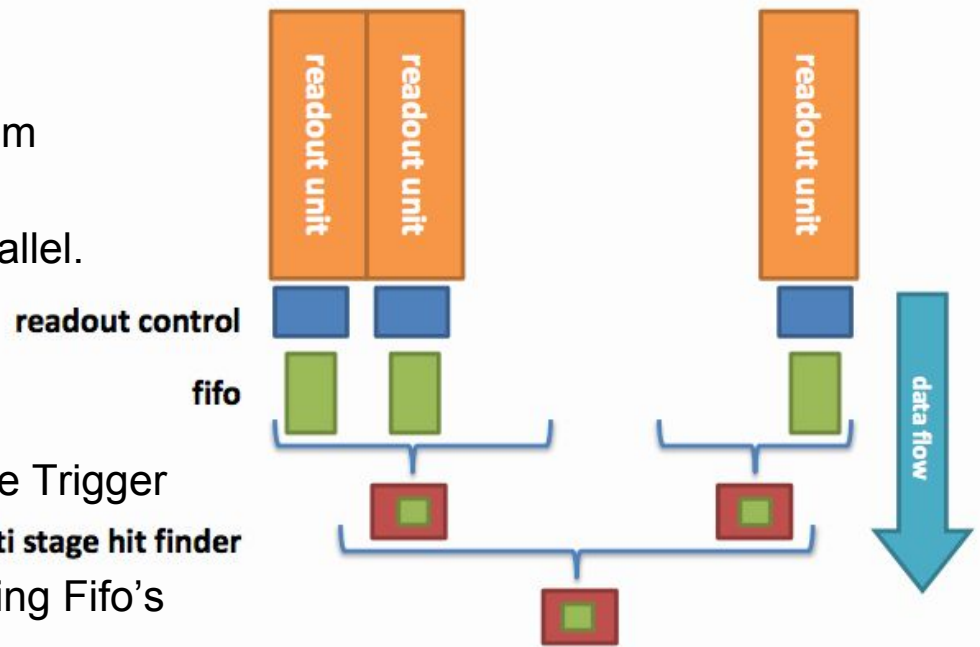 readout unit
readout unit
readout unit
m
allel.
readout control
fifo
data flow
e Trigger
ti stage hit finder
ing Fifo's